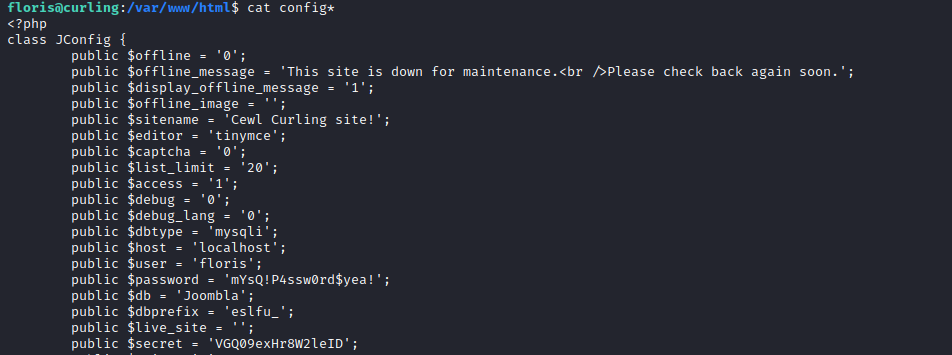 floris@curling:/var/www/html$ cat config*
<?php
class JConfig {
        public $offline = '0';
        public $offline_message = 'This site is down for maintenance.<br />Please check back again soon.';
        public $display_offline_message = '1';
        public $offline_image = '';
        public $sitename = 'Cewl Curling site!';
        public $editor = 'tinymce';
        public $captcha = '0';
        public $list_limit = '20';
        public $access = '1';
        public $debug = '0';
        public $debug_lang = '0';
        public $dbtype = 'mysqli';
        public $host = 'localhost';
        public $user = 'floris';
        public $password = 'mYsQ!P4ssw0rd$yea!';
        public $db = 'Joombla';
        public $dbprefix = 'eslfu_';
        public $live_site = '';
        public $secret = 'VGQ09exHr8W2leID';